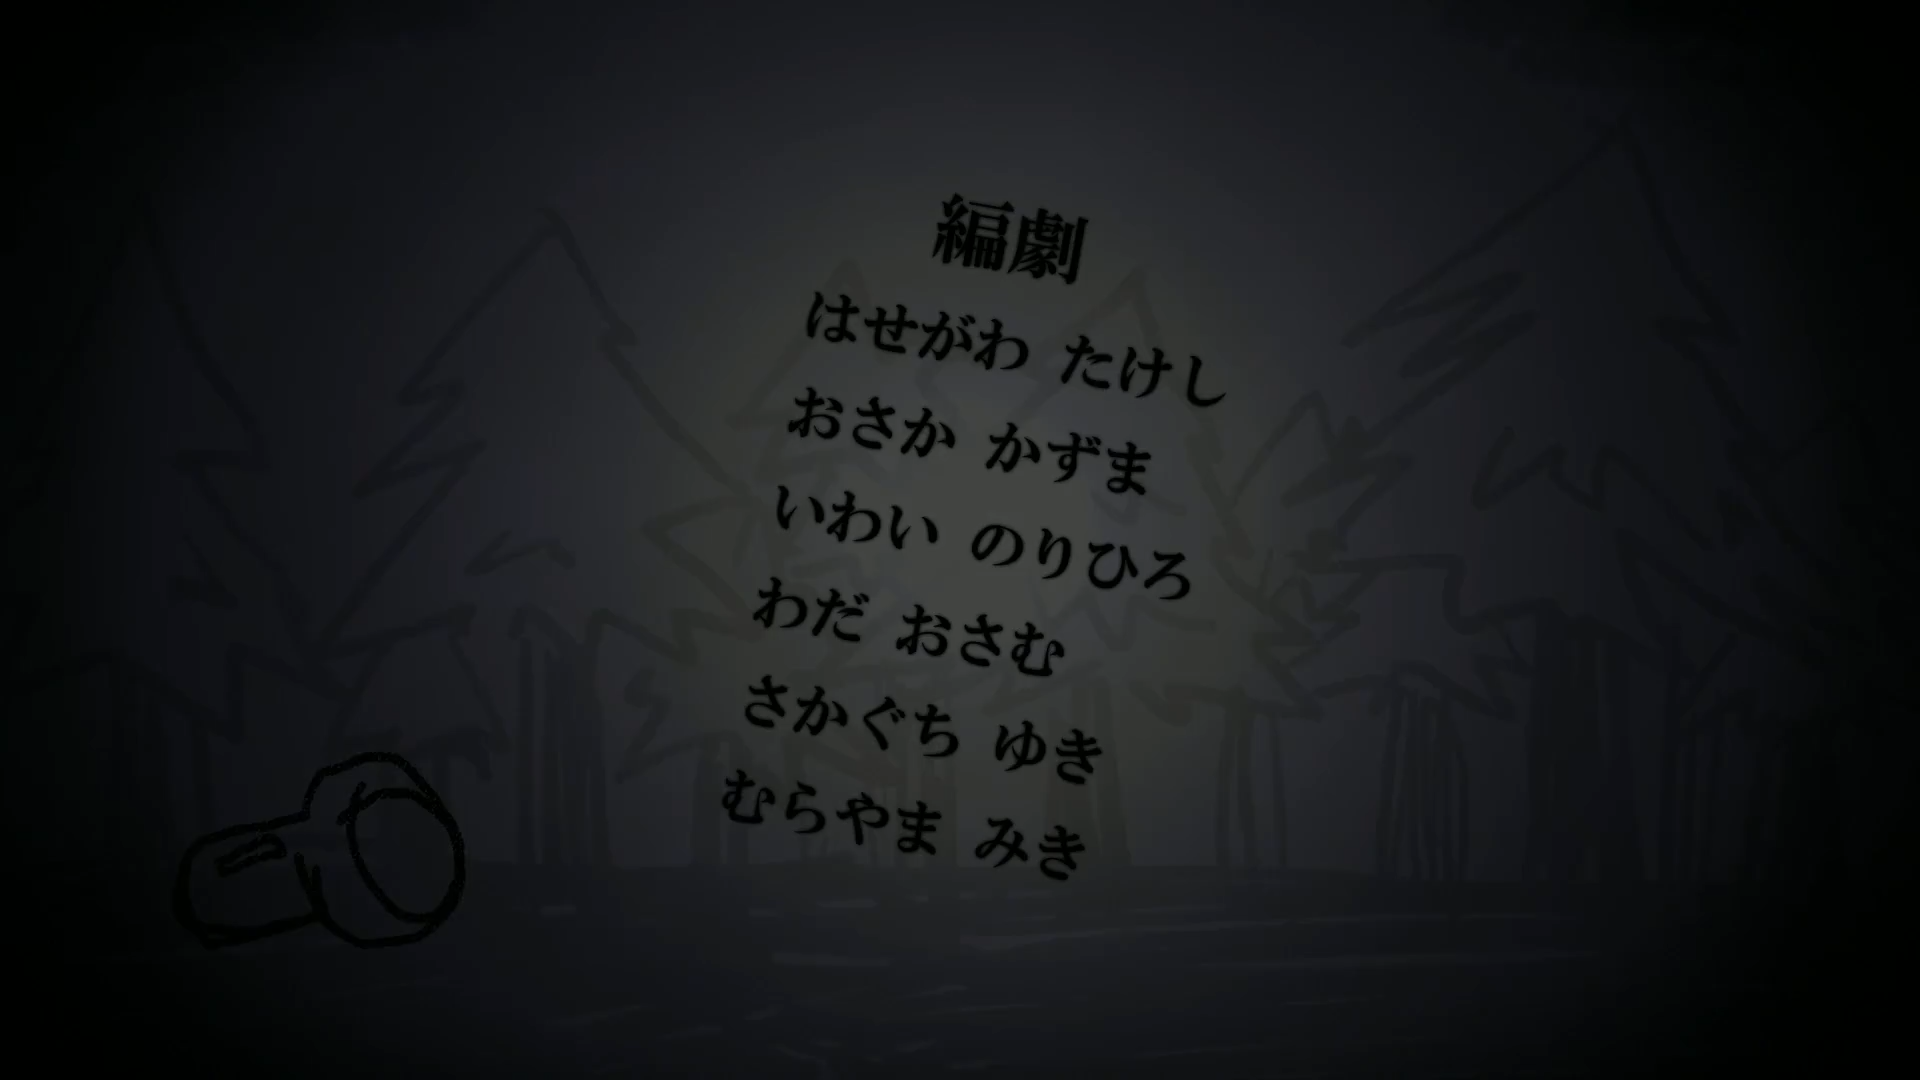 編劇
はせがわ たけし
おさか かずま
いわい のりひろ
わだ おさむ
さかぐち ゆき
むらやま みき